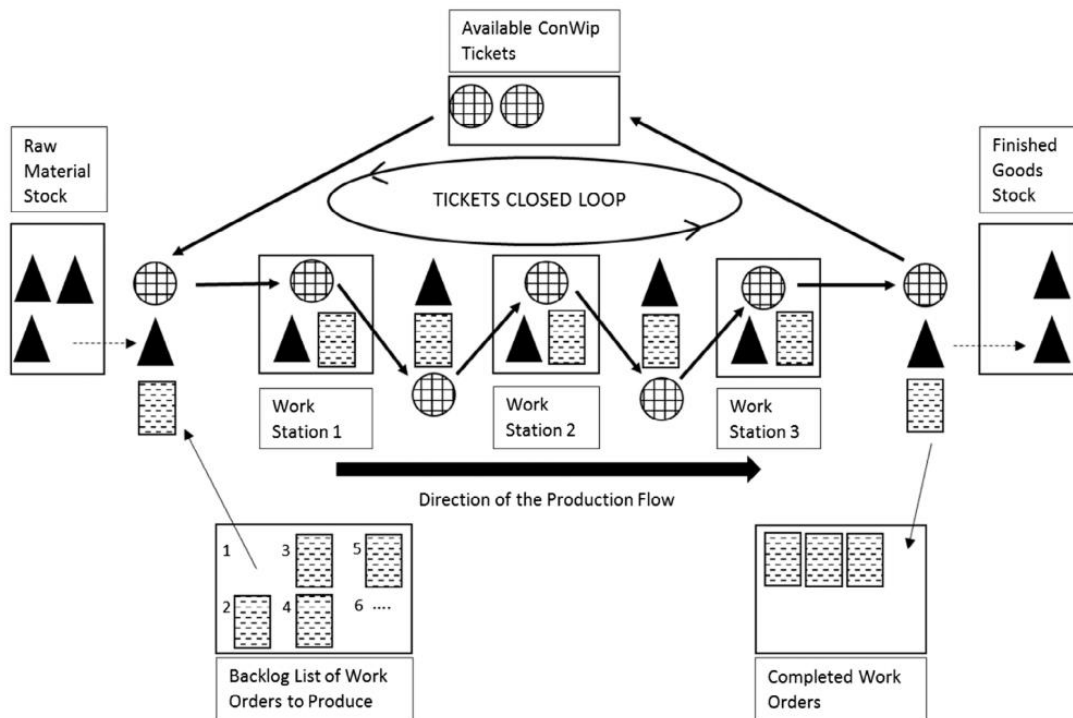 Available ConWip
Tickets
Raw
Material
Stock
Finished
Goods
Stock
TICKETS CLOSED LOOP
Work
Station 1
Work
Station 2
Work
Station 3
Direction of the Production Flow
1
3
5
2
4
6 ....
Backlog List of Work
Orders to Produce
Completed Work
Orders